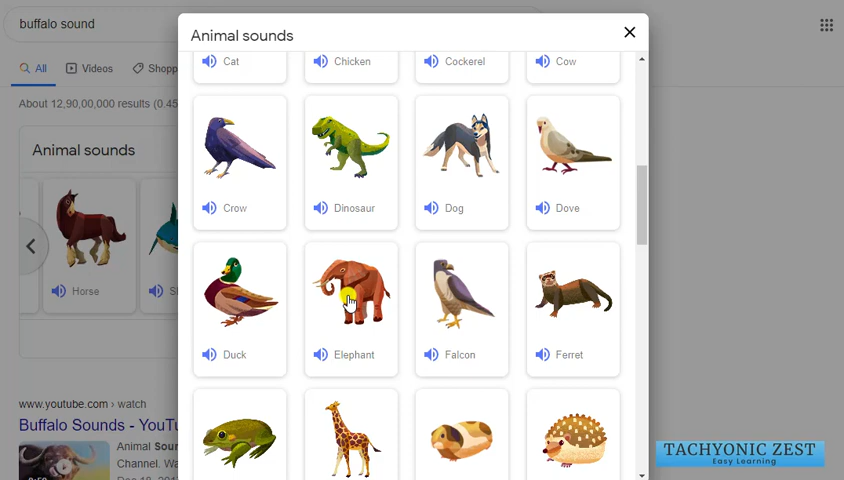 buffalo sound
All
Videos
Shopp
About 12,90,00,000 results (0.45
Animal sounds
Horse
www.youtube.com › watch
Buffalo Sounds - YouTu
Animal Soun
Channel. Wa
Animal sounds
Cat
Chicken
Cockerel
Cow
Crow
Dinosaur
Dog
Dove
Duck
Elephant
Falcon
Ferret
TACHYONIC ZEST
Easy Learning